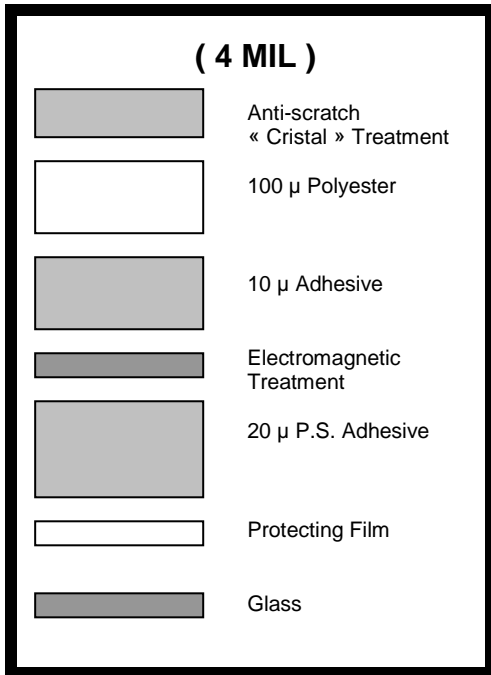 ( 4 MIL )
Anti-scratch
« Cristal » Treatment
100 µ Polyester
10 µ Adhesive
Electromagnetic
Treatment
20 µ P.S. Adhesive
Protecting Film
Glass